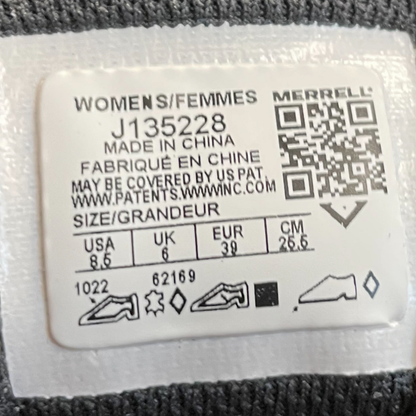 WOMENS/FEMMES MERRELL
J135228
MADE IN CHINA
FABRIQUÉ EN CHINE
MAY BE COVERED BY US PAT.
WWW.PATENTS.WWWINC.COM
SIZE/GRANDEUR
USA UK EUR CM
8.5 6 39 25.5
1022 62169